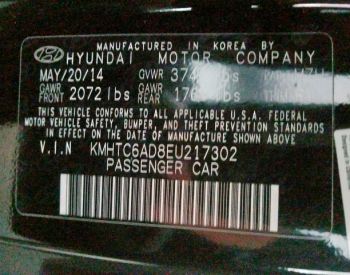 MANUFACTURED IN KOREA BY
HYUNDAI MOTOR COMPANY
MAY/20/14 GVWR
GAWR FRONT 2072 lbs GAWR REAR
THIS VEHICLE CONFORMS TO ALL APPLICABLE U.S.A. FEDERAL
MOTOR VEHICLE SAFETY, BUMPER, AND THEFT PREVENTION STANDARDS
IN EFFECT ON THE DATE OF MANUFACTURE SHOWN ABOVE
V.I.N KMHTC6AD8EU217302
PASSENGER CAR